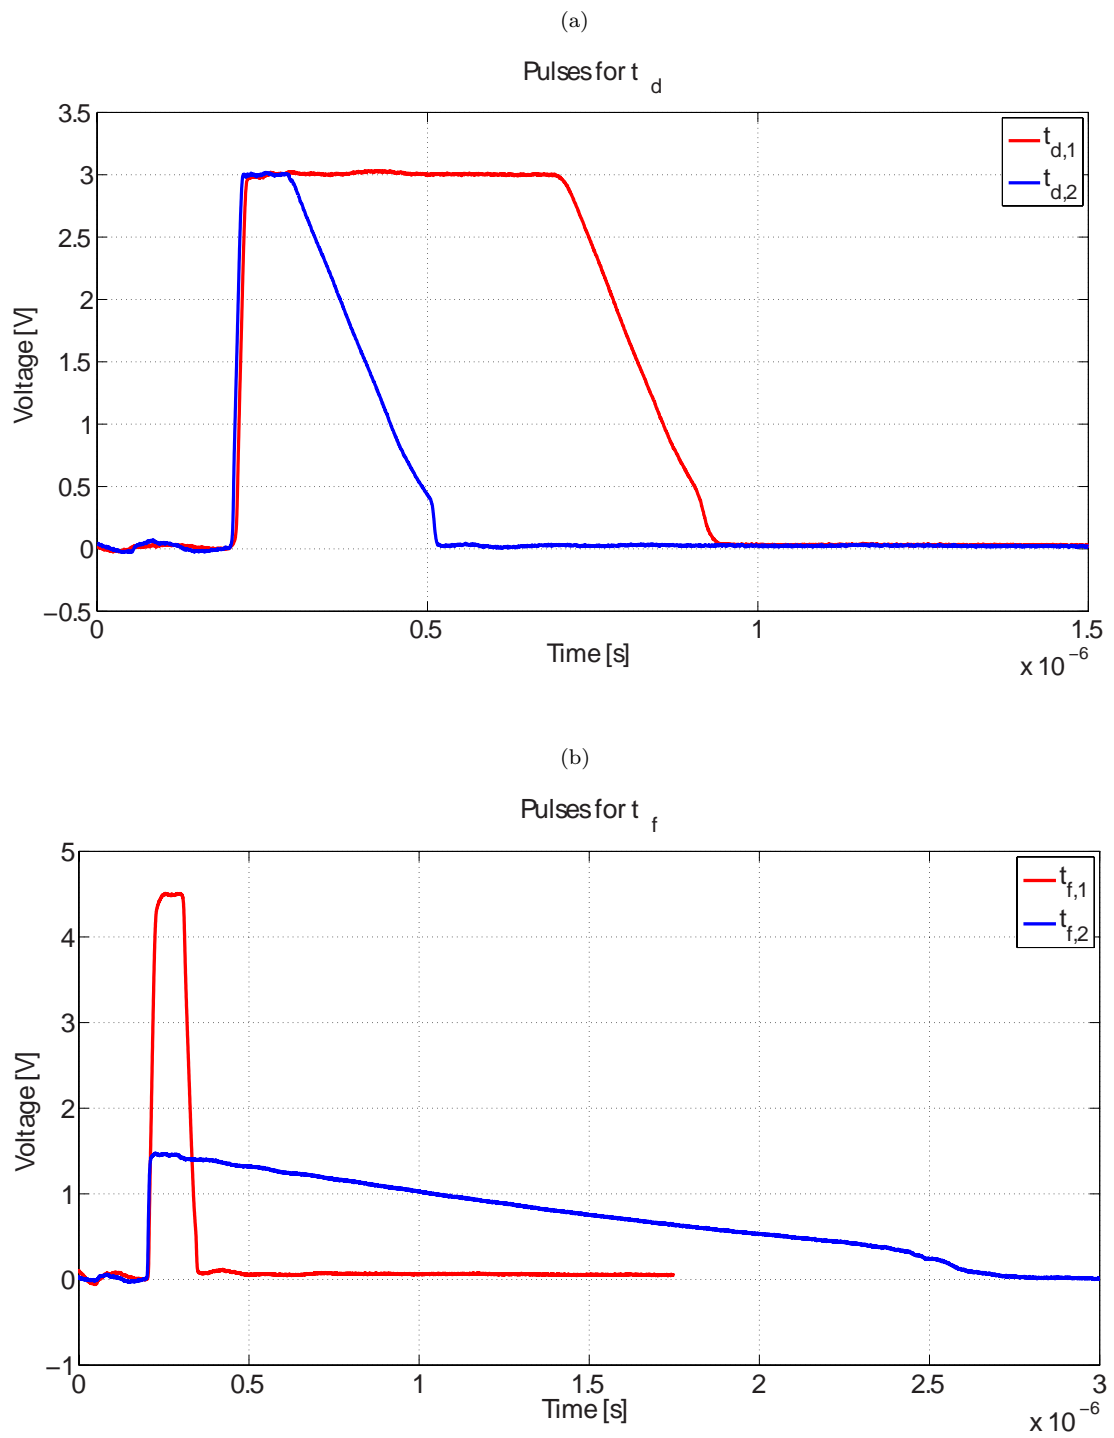 (a)
Pulses for t d
3.5
3
2.5
2
1.5
1
0.5
0
−0.5
Voltage [V]
t d,1
t d,2
0 0.5 1 1.5
Time [s]
x 10 −6
(b)
Pulses for t f
5
4
3
2
1
0
−1
Voltage [V]
t f,1
t f,2
0 0.5 1 1.5 2 2.5 3
Time [s]
x 10 −6